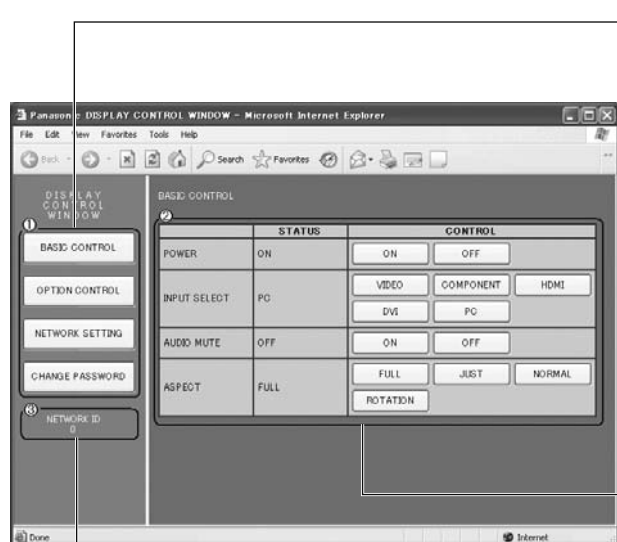 Panasonic DISPLAY CONTROL WINDOW - Microsoft Internet Explorer
File Edit View Favorites Tools Help
Back Search Favorites
DISPLAY
CONTROL
WINDOW
①
BASIC CONTROL
OPTION CONTROL
NETWORK SETTING
CHANGE PASSWORD
③
NETWORK ID
0
BASIC CONTROL
②
STATUS CONTROL
POWER ON ON OFF
INPUT SELECT PC VIDEO COMPONENT HDMI
DVI PC
AUDIO MUTE OFF ON OFF
ASPECT FULL FULL JUST NORMAL
ROTATION
Done Internet